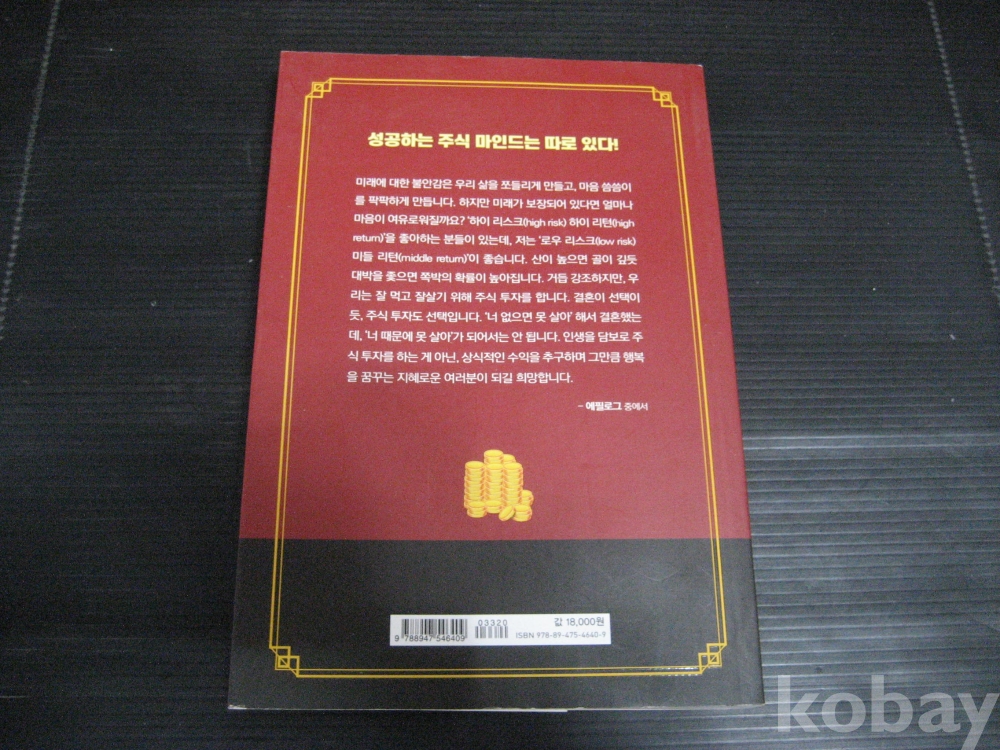 성공하는 주식 마인드는 따로 있다!
미래에 대한 불안감은 우리 삶을 쪼들리게 만들고, 마음 씀씀이
를 팍팍하게 만듭니다. 하지만 미래가 보장되어 있다면 얼마나
마음이 여유로워질까요? '하이 리스크(high risk) 하이 리턴(high
return)'을 좋아하는 분들이 있는데, 저는 '로우 리스크(low risk)
미들 리턴(middle return)'이 좋습니다. 산이 높으면 골이 깊듯
대박을 좇으면 쪽박의 확률이 높아집니다. 거듭 강조하지만, 우
리는 잘 먹고 잘살기 위해 주식 투자를 합니다. 결혼이 선택이
듯, 주식 투자도 선택입니다. '너 없으면 못 살아' 해서 결혼했는
데, '너 때문에 못 살아'가 되어서는 안 됩니다. 인생을 담보로 주
식 투자를 하는 게 아닌, 상식적인 수익을 추구하며 그만큼 행복
을 꿈꾸는 지혜로운 여러분이 되길 희망합니다.
- 에필로그 중에서
03320
값 18,000원
9 788947 546409
ISBN 978-89-475-4640-9
kobay